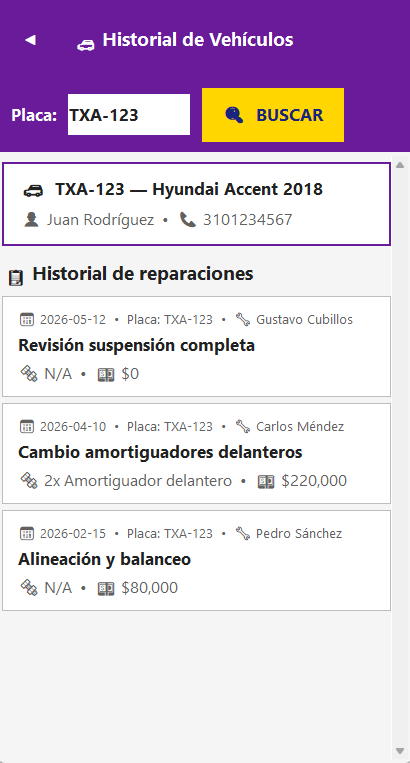 Historial de Vehículos
Placa: TXA-123 BUSCAR
TXA-123 — Hyundai Accent 2018
Juan Rodríguez • 3101234567
Historial de reparaciones
2026-05-12 • Placa: TXA-123 • Gustavo Cubillos
Revisión suspensión completa
N/A • $0
2026-04-10 • Placa: TXA-123 • Carlos Méndez
Cambio amortiguadores delanteros
2x Amortiguador delantero • $220,000
2026-02-15 • Placa: TXA-123 • Pedro Sánchez
Alineación y balanceo
N/A • $80,000